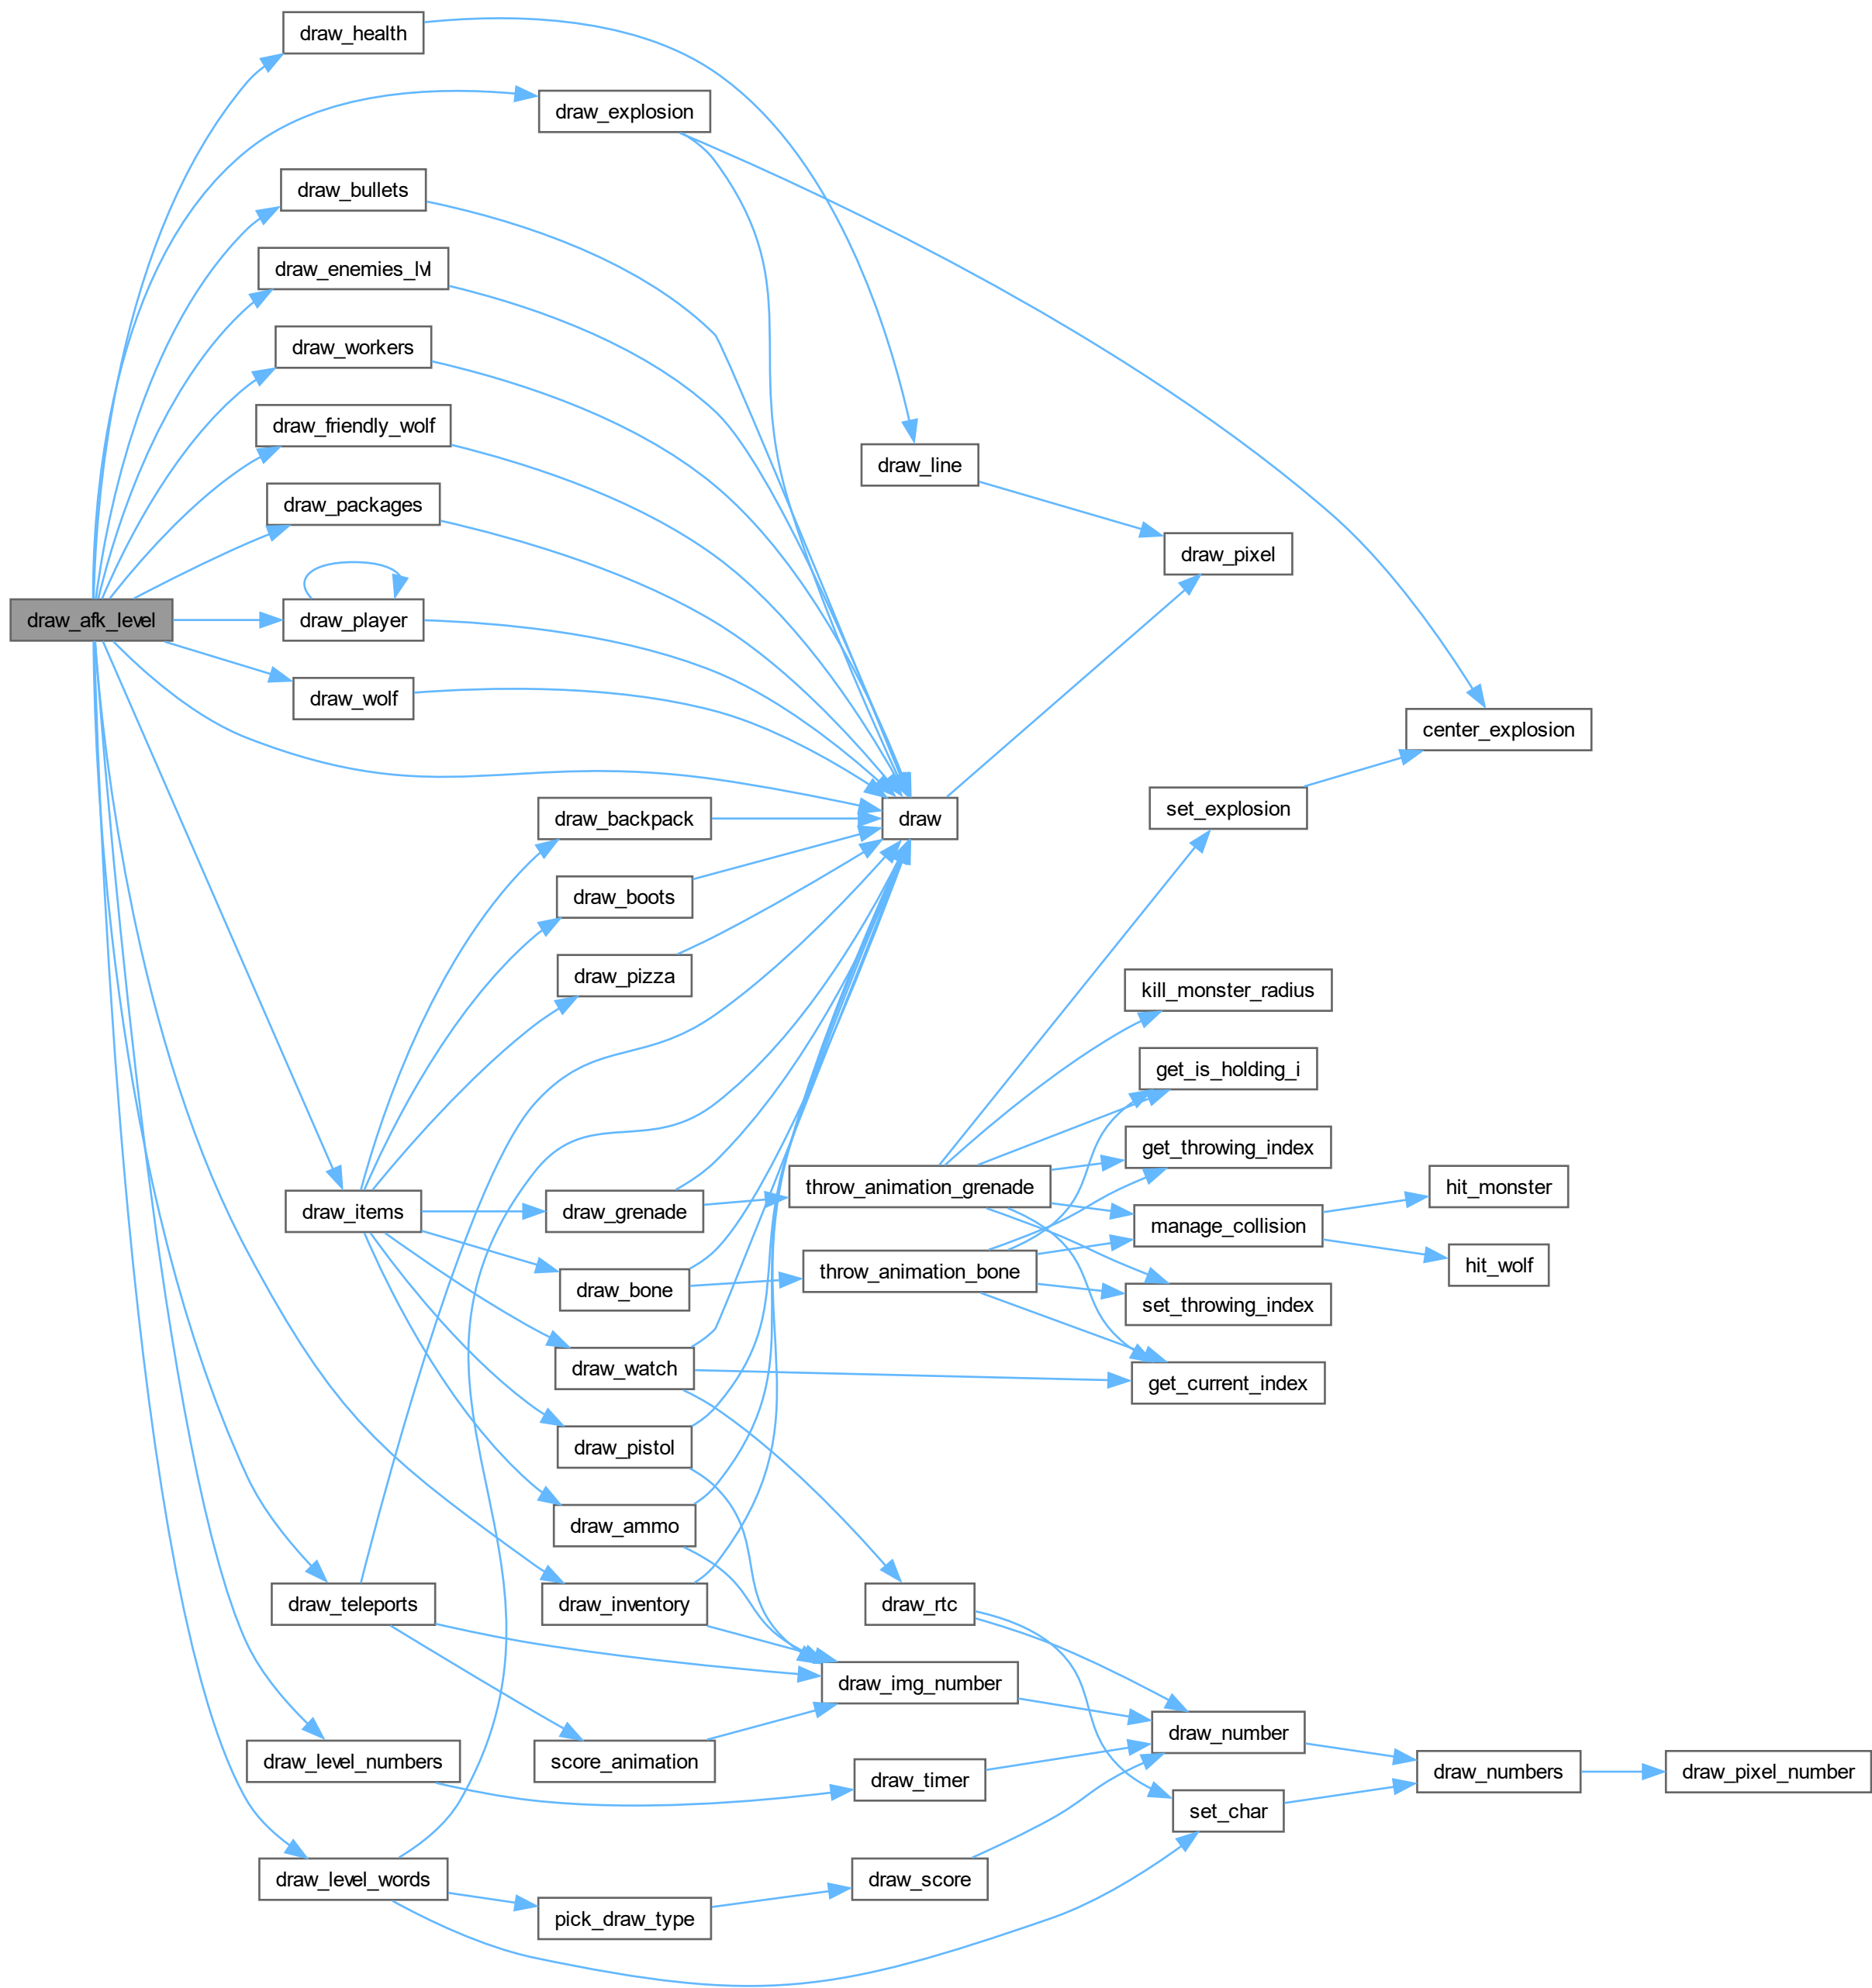 draw_health
draw_explosion
draw_bullets
draw_enemies_lvl
draw_workers
draw_friendly_wolf
draw_line
draw_packages
draw_pixel
draw_afk_level
draw_player
draw_wolf
center_explosion
set_explosion
draw_backpack
draw
draw_boots
draw_pizza
kill_monster_radius
get_is_holding_i
get_throwing_index
throw_animation_grenade
hit_monster
draw_items
draw_grenade
manage_collision
hit_wolf
throw_animation_bone
draw_bone
set_throwing_index
draw_watch
get_current_index
draw_pistol
draw_ammo
draw_teleports
draw_inventory
draw_rtc
draw_img_number
draw_number
draw_level_numbers
score_animation
draw_timer
draw_numbers
draw_pixel_number
set_char
draw_level_words
draw_score
pick_draw_type